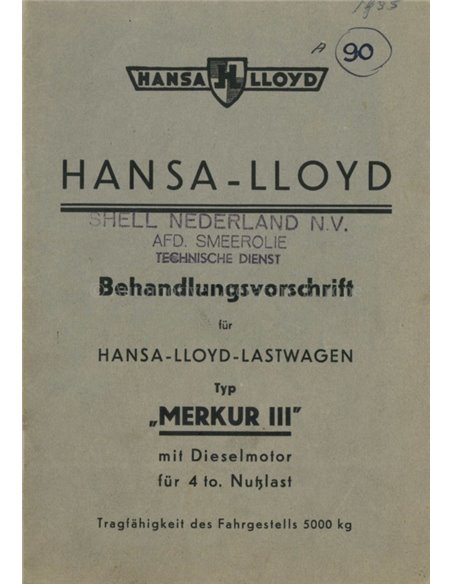 1935
A 90
HANSA LLOYD
HANSA-LLOYD
SHELL NEDERLAND N.V.
AFD. SMEEROLIE
TECHNISCHE DIENST
Behandlungsvorschrift
für
HANSA-LLOYD-LASTWAGEN
Typ
„MERKUR III"
mit Dieselmotor
für 4 to. Nutzlast
Tragfähigkeit des Fahrgestells 5000 kg